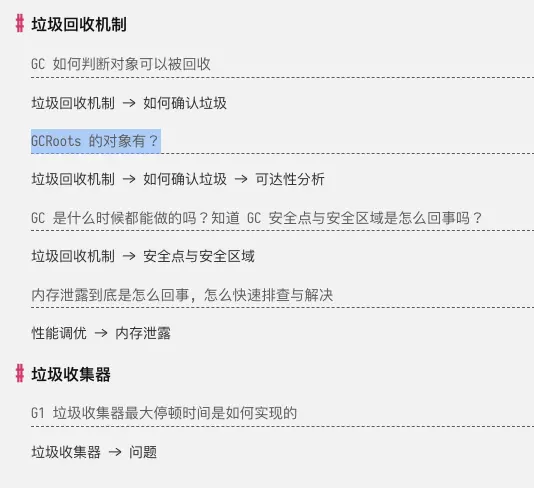 # 垃圾回收机制
GC 如何判断对象可以被回收
垃圾回收机制 → 如何确认垃圾
GCRoots 的对象有？
垃圾回收机制 → 如何确认垃圾 → 可达性分析
GC 是什么时候都能做的吗？知道 GC 安全点与安全区域是怎么回事吗？
垃圾回收机制 → 安全点与安全区域
内存泄露到底是怎么回事，怎么快速排查与解决
性能调优 → 内存泄露
# 垃圾收集器
G1 垃圾收集器最大停顿时间是如何实现的
垃圾收集器 → 问题